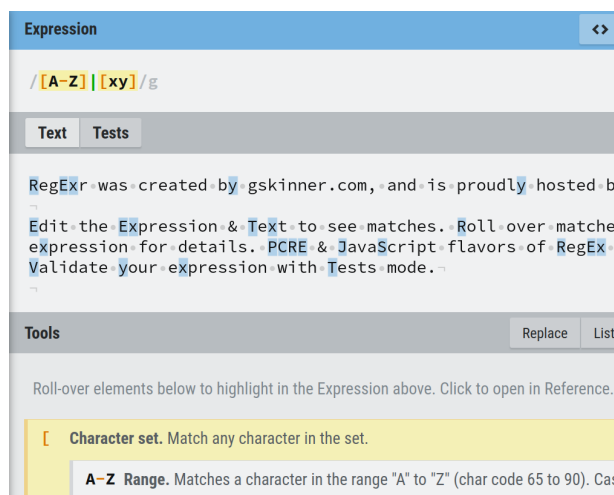 Expression
<>
/[A-Z]|[xy]/g
Text Tests
RegExr·was·created·by·gskinner.com,·and·is·proudly·hosted·b
¬
Edit·the·Expression·&·Text·to·see·matches.·Roll·over·matche
expression·for·details.·PCRE·&·JavaScript·flavors·of·RegEx·
Validate·your·expression·with·Tests·mode.¬
¬
Tools Replace List
Roll-over elements below to highlight in the Expression above. Click to open in Reference.
[ Character set. Match any character in the set.
A-Z Range. Matches a character in the range "A" to "Z" (char code 65 to 90). Cas